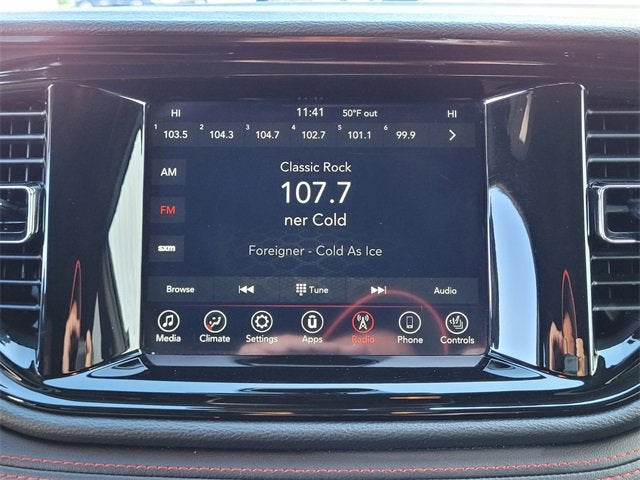 HI 11:41 50°F out HI
1 103.5 2 104.3 3 104.7 4 102.7 5 101.1 6 99.9
AM
FM
sxm
Classic Rock
107.7
ner Cold
Foreigner - Cold As Ice
Browse Tune Audio
Media Climate Settings Apps Radio Phone Controls